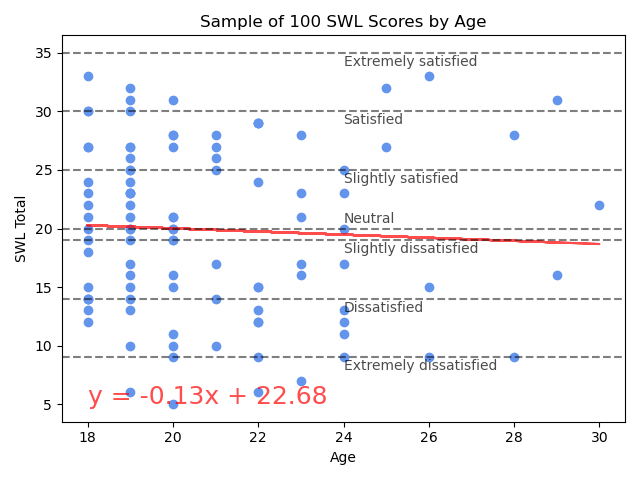 Sample of 100 SWL Scores by Age
35
Extremely satisfied
30
Satisfied
25
Slightly satisfied
Neutral
20
Slightly dissatisfied
15
Dissatisfied
10
Extremely dissatisfied
y = -0.13x + 22.68
5
SWL Total
18 20 22 24 26 28 30
Age